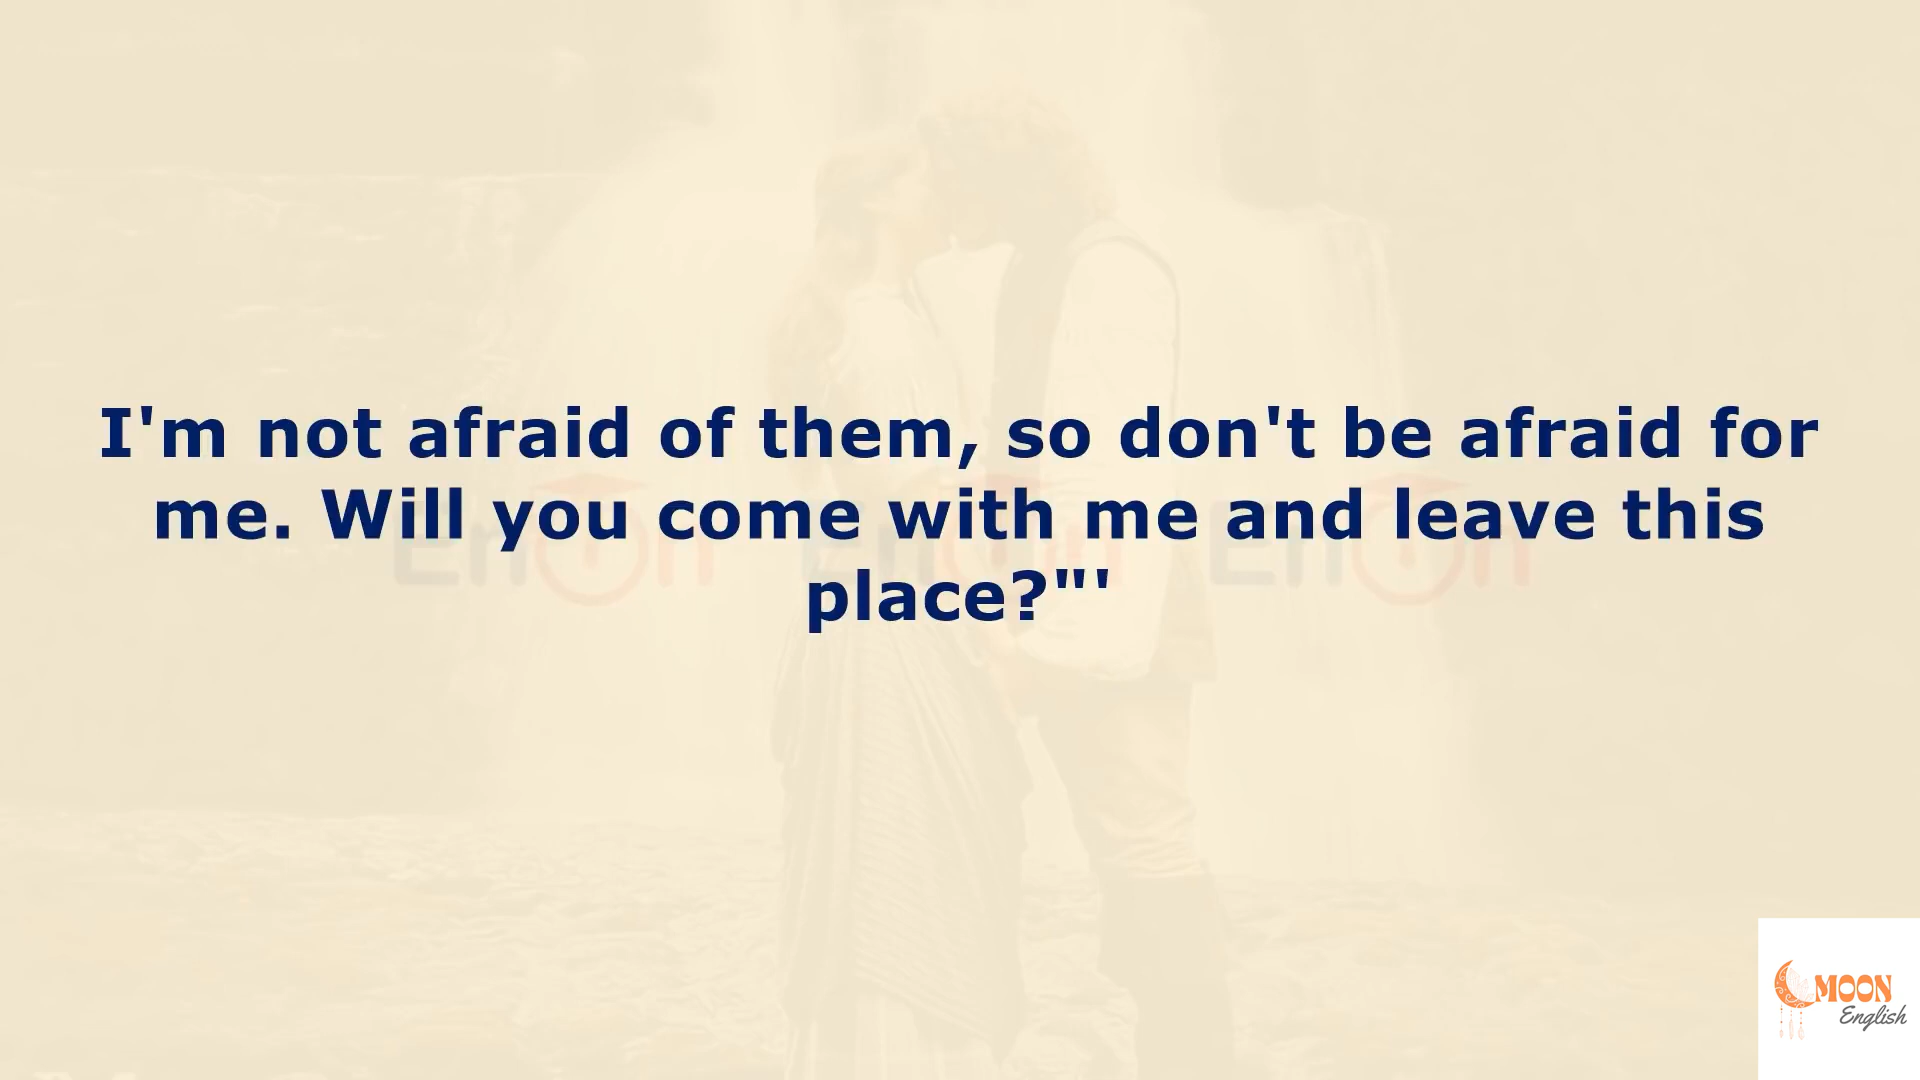 I'm not afraid of them, so don't be afraid for
me. Will you come with me and leave this
place?"'
MOON
English